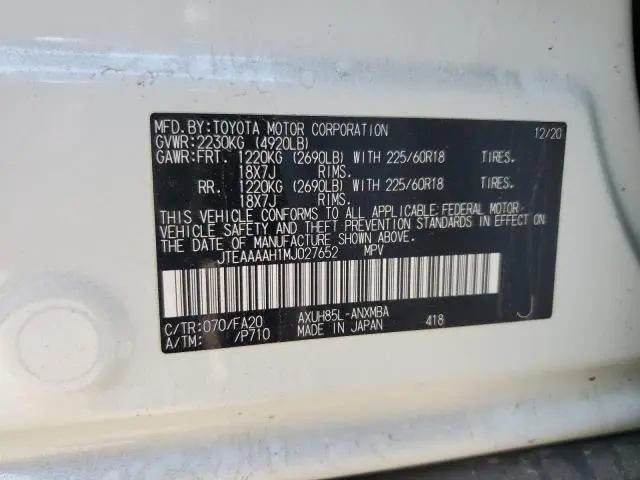 MFD.BY:TOYOTA MOTOR CORPORATION 12/20
GVWR:2230KG (4920LB)
GAWR:FRT. 1220KG (2690LB) WITH 225/60R18 TIRES.
18X7J RIMS.
RR. 1220KG (2690LB) WITH 225/60R18 TIRES.
18X7J RIMS.
THIS VEHICLE CONFORMS TO ALL APPLICABLE FEDERAL MOTOR
VEHICLE SAFETY AND THEFT PREVENTION STANDARDS IN EFFECT
ON THE DATE OF MANUFACTURE SHOWN ABOVE.
JTEAAAAH1MJ027652 MPV
C/TR:070/FA20 AXUH85L-ANXMBA 418 J
A/TM: /P710 MADE IN JAPAN